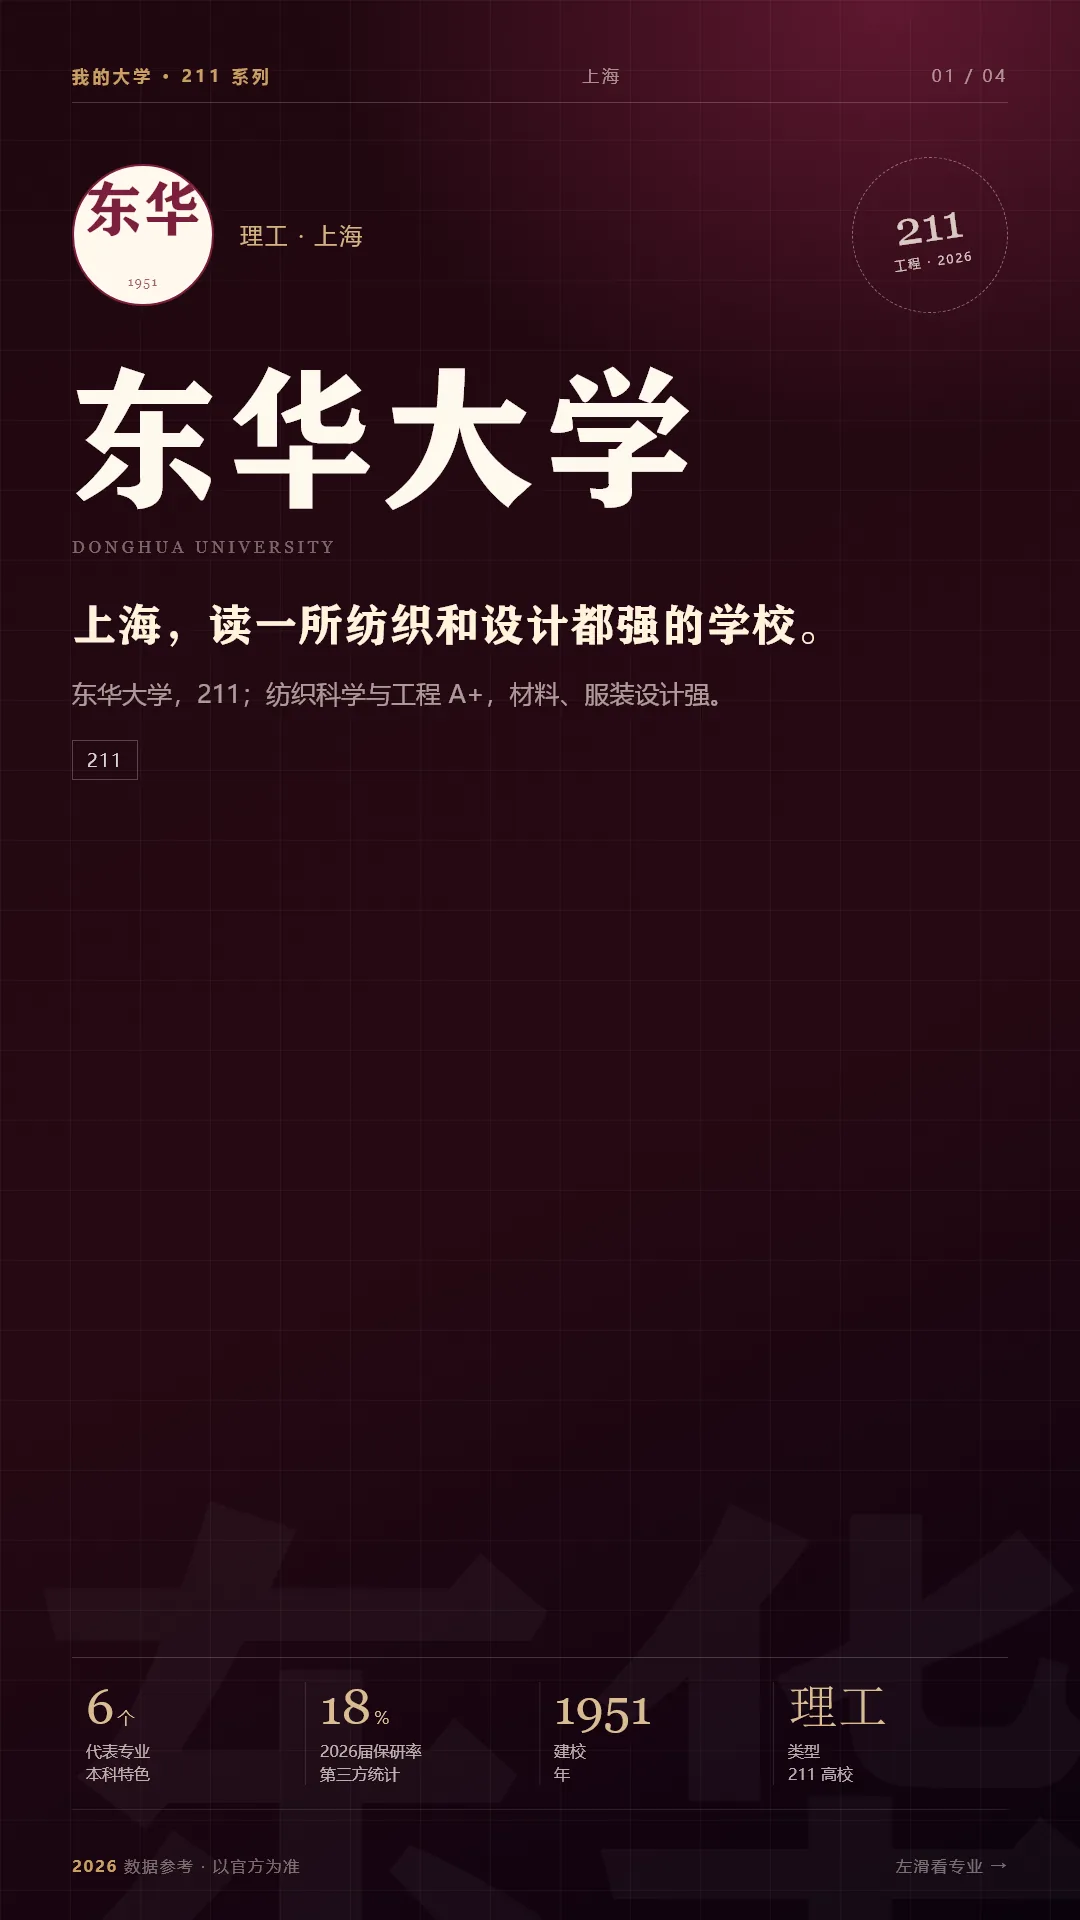 我的大学 · 211 系列
上海
01 / 04
东华
1951
理工 · 上海
211
工程 · 2026
东华大学
DONGHUA UNIVERSITY
上海，读一所纺织和设计都强的学校。
东华大学，211；纺织科学与工程 A+，材料、服装设计强。
211
东华
6个
代表专业
本科特色
18%
2026届保研率
第三方统计
1951
建校
年
理工
类型
211 高校
2026 数据参考 · 以官方为准
左滑看专业 →